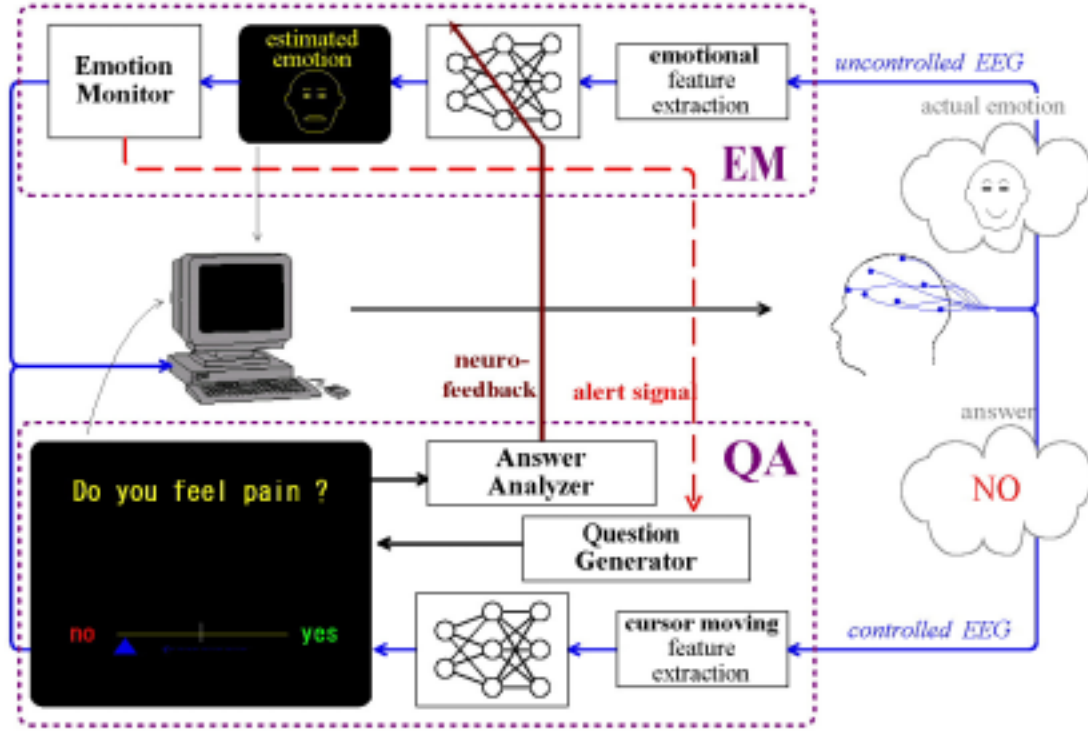 Emotion
Monitor
estimated
emotion
emotional
feature
extraction
uncontrolled EEG
actual emotion
EM
neuro-
feedback
alert signal
answer
NO
QA
Answer
Analyzer
Do you feel pain ?
Question
Generator
no
yes
cursor moving
feature
extraction
controlled EEG